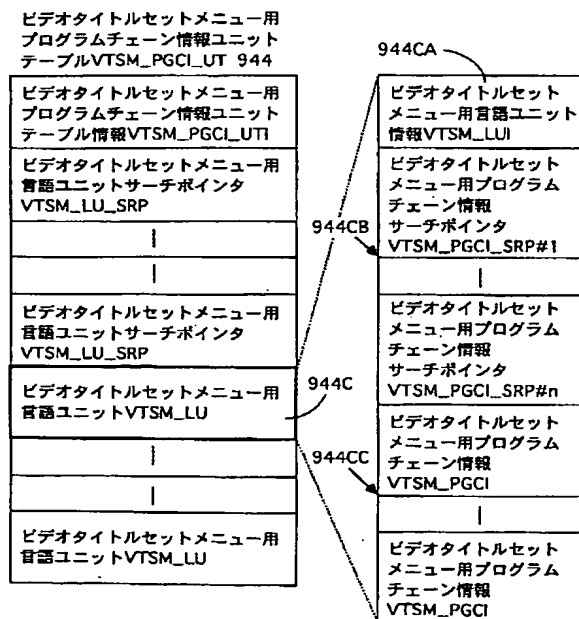 ビデオタイトルセットメニュー用
プログラムチェーン情報ユニット
テーブルVTSM_PGCI_UT 944
ビデオタイトルセットメニュー用
プログラムチェーン情報ユニット
テーブル情報VTSM_PGCI_UTI
ビデオタイトルセットメニュー用
言語ユニットサーチポインタ
VTSM_LU_SRP
ビデオタイトルセットメニュー用
言語ユニットサーチポインタ
VTSM_LU_SRP
ビデオタイトルセットメニュー用
言語ユニットVTSM_LU
ビデオタイトルセットメニュー用
言語ユニットVTSM_LU
944C
944CA
ビデオタイトルセット
メニュー用言語ユニット
情報VTSM_LUI
ビデオタイトルセット
メニュー用プログラム
チェーン情報
サーチポインタ
VTSM_PGCI_SRP#1
944CB
ビデオタイトルセット
メニュー用プログラム
チェーン情報
サーチポインタ
VTSM_PGCI_SRP#n
ビデオタイトルセット
メニュー用プログラム
チェーン情報
VTSM_PGCI
944CC
ビデオタイトルセット
メニュー用プログラム
チェーン情報
VTSM_PGCI